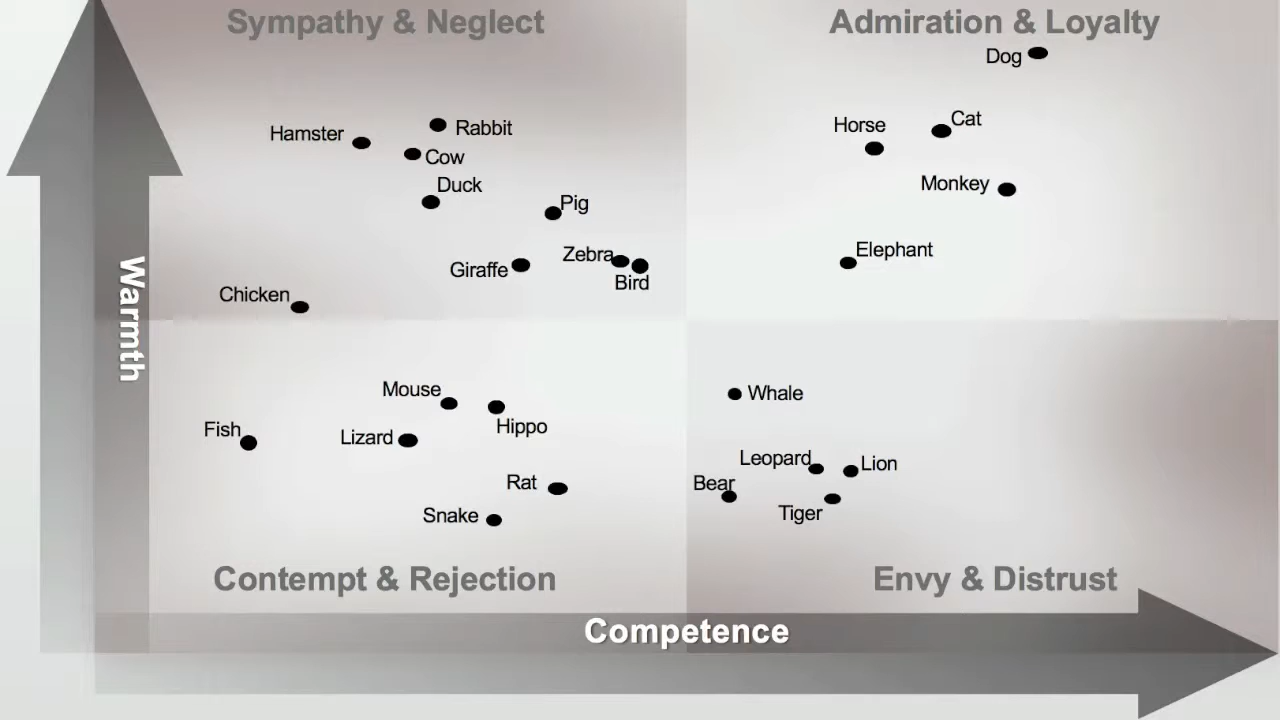 Sympathy & Neglect
Admiration & Loyalty
Dog
Hamster
Rabbit
Cow
Duck
Pig
Giraffe
Zebra
Bird
Chicken
Horse
Cat
Monkey
Elephant
Warmth
Mouse
Hippo
Fish
Lizard
Rat
Snake
Whale
Leopard
Lion
Bear
Tiger
Contempt & Rejection
Envy & Distrust
Competence